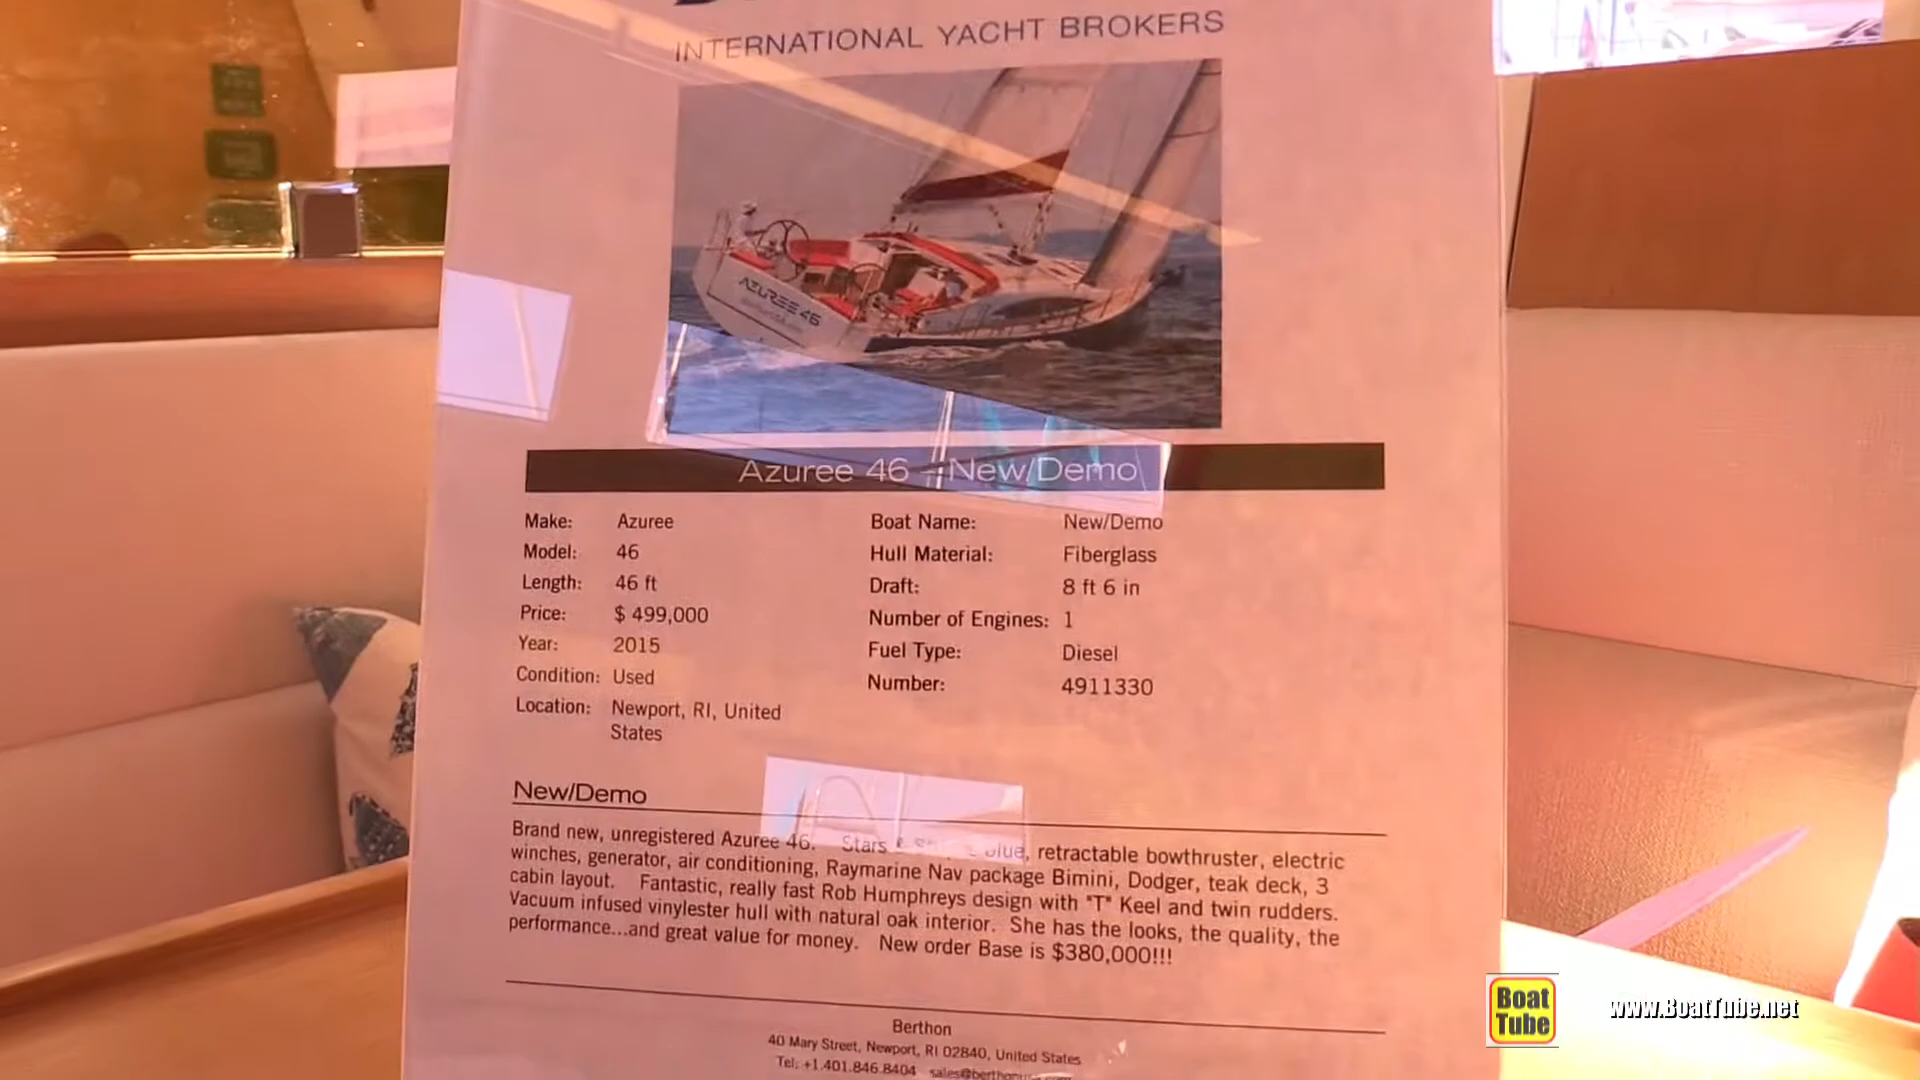 INTERNATIONAL YACHT BROKERS
AZUREE 46
Azuree 46 - New/Demo
Make: Azuree
Model: 46
Length: 46 ft
Price: $ 499,000
Year: 2015
Condition: Used
Location: Newport, RI, United
States
Boat Name: New/Demo
Hull Material: Fiberglass
Draft: 8 ft 6 in
Number of Engines: 1
Fuel Type: Diesel
Number: 4911330
New/Demo
Brand new, unregistered Azuree 46. Stars blue, retractable bowthruster, electric
winches, generator, air conditioning, Raymarine Nav package Bimini, Dodger, teak deck, 3
cabin layout. Fantastic, really fast Rob Humphreys design with "T" Keel and twin rudders.
Vacuum infused vinylester hull with natural oak interior. She has the looks, the quality, the
performance...and great value for money. New order Base is $380,000!!!
Berthon
40 Mary Street, Newport, RI 02840, United States
Tel: +1.401.846.8404
Boat
Tube
www.BoatTube.net